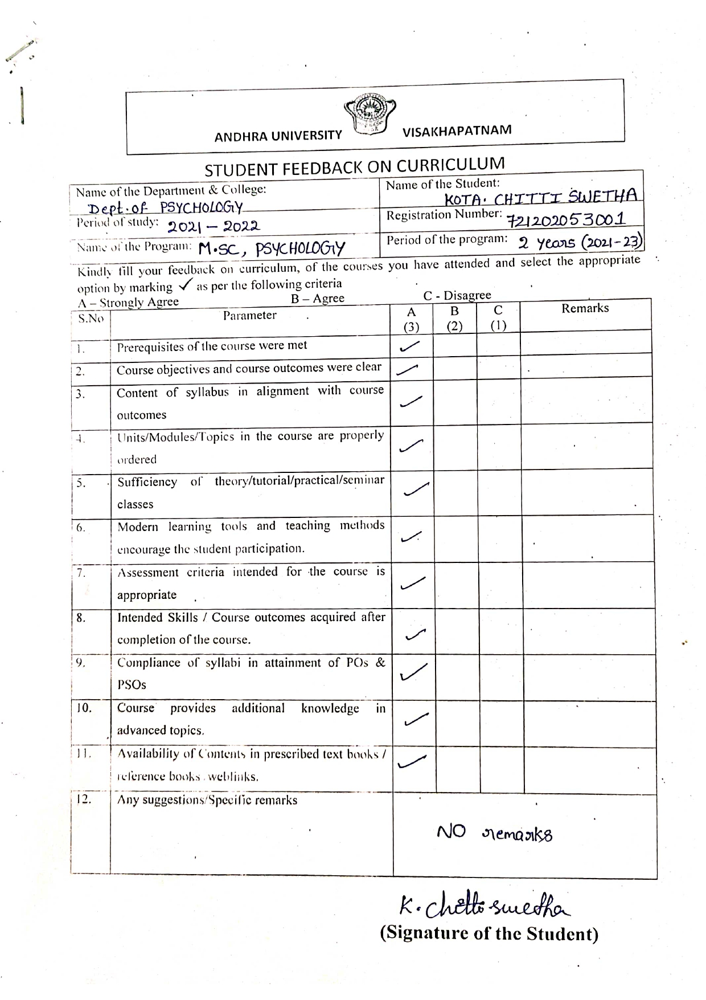 ANDHRA UNIVERSITY VISAKHAPATNAM
STUDENT FEEDBACK ON CURRICULUM
Name of the Department & College:
Dept. of PSYCHOLOGY
Name of the Student:
KOTA. CHITTI SWETHA
Period of study: 2021 - 2022
Registration Number: 721202053001
Name of the Program: M.SC, PSYCHOLOGY
Period of the program: 2 years (2021-23)
Kindly fill your feedback on curriculum, of the courses you have attended and select the appropriate
option by marking ✓ as per the following criteria
A – Strongly Agree B – Agree C - Disagree
S.No Parameter A B C Remarks
(3) (2) (1)
1. Prerequisites of the course were met ✓
2. Course objectives and course outcomes were clear ✓
3. Content of syllabus in alignment with course ✓
outcomes
4. Units/Modules/Topics in the course are properly ✓
ordered
5. Sufficiency of theory/tutorial/practical/seminar ✓
classes
6. Modern learning tools and teaching methods ✓
encourage the student participation.
7. Assessment criteria intended for the course is ✓
appropriate
8. Intended Skills / Course outcomes acquired after ✓
completion of the course.
9. Compliance of syllabi in attainment of POs & ✓
PSOs
10. Course provides additional knowledge in ✓
advanced topics.
11. Availability of Contents in prescribed text books / ✓
reference books weblinks.
12. Any suggestions/Specific remarks
NO remarks
K. Chitti swetha
(Signature of the Student)